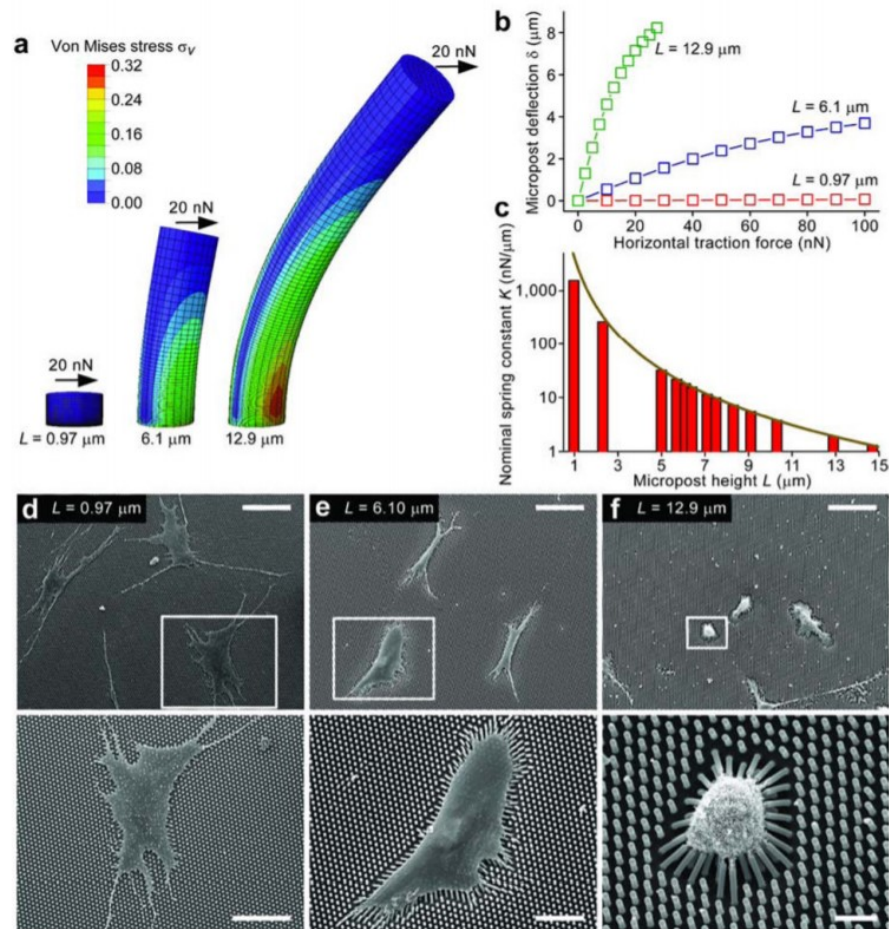 a
Von Mises stress σᵥ
0.32
0.24
0.16
0.08
0.00
20 nN
20 nN
20 nN
L = 0.97 μm
6.1 μm
12.9 μm
b
Micropost deflection δ (μm)
8
6
4
2
0
L = 12.9 μm
L = 6.1 μm
L = 0.97 μm
0 20 40 60 80 100
Horizontal traction force (nN)
c
Nominal spring constant K (nN/μm)
1,000
100
10
1
1 3 5 7 9 11 13 15
Micropost height L (μm)
d L = 0.97 μm
e L = 6.10 μm
f L = 12.9 μm